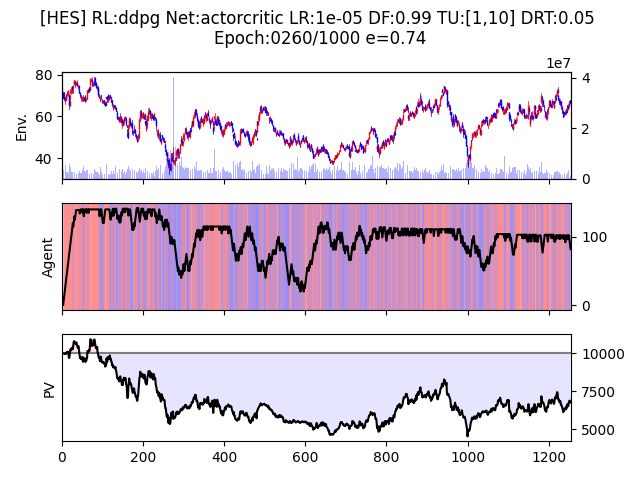 [HES] RL:ddpg Net:actorcritic LR:1e-05 DF:0.99 TU:[1,10] DRT:0.05
Epoch:0260/1000 e=0.74
1e7
80
60
40
Env.
4
2
0
Agent
100
0
PV
10000
7500
5000
0 200 400 600 800 1000 1200